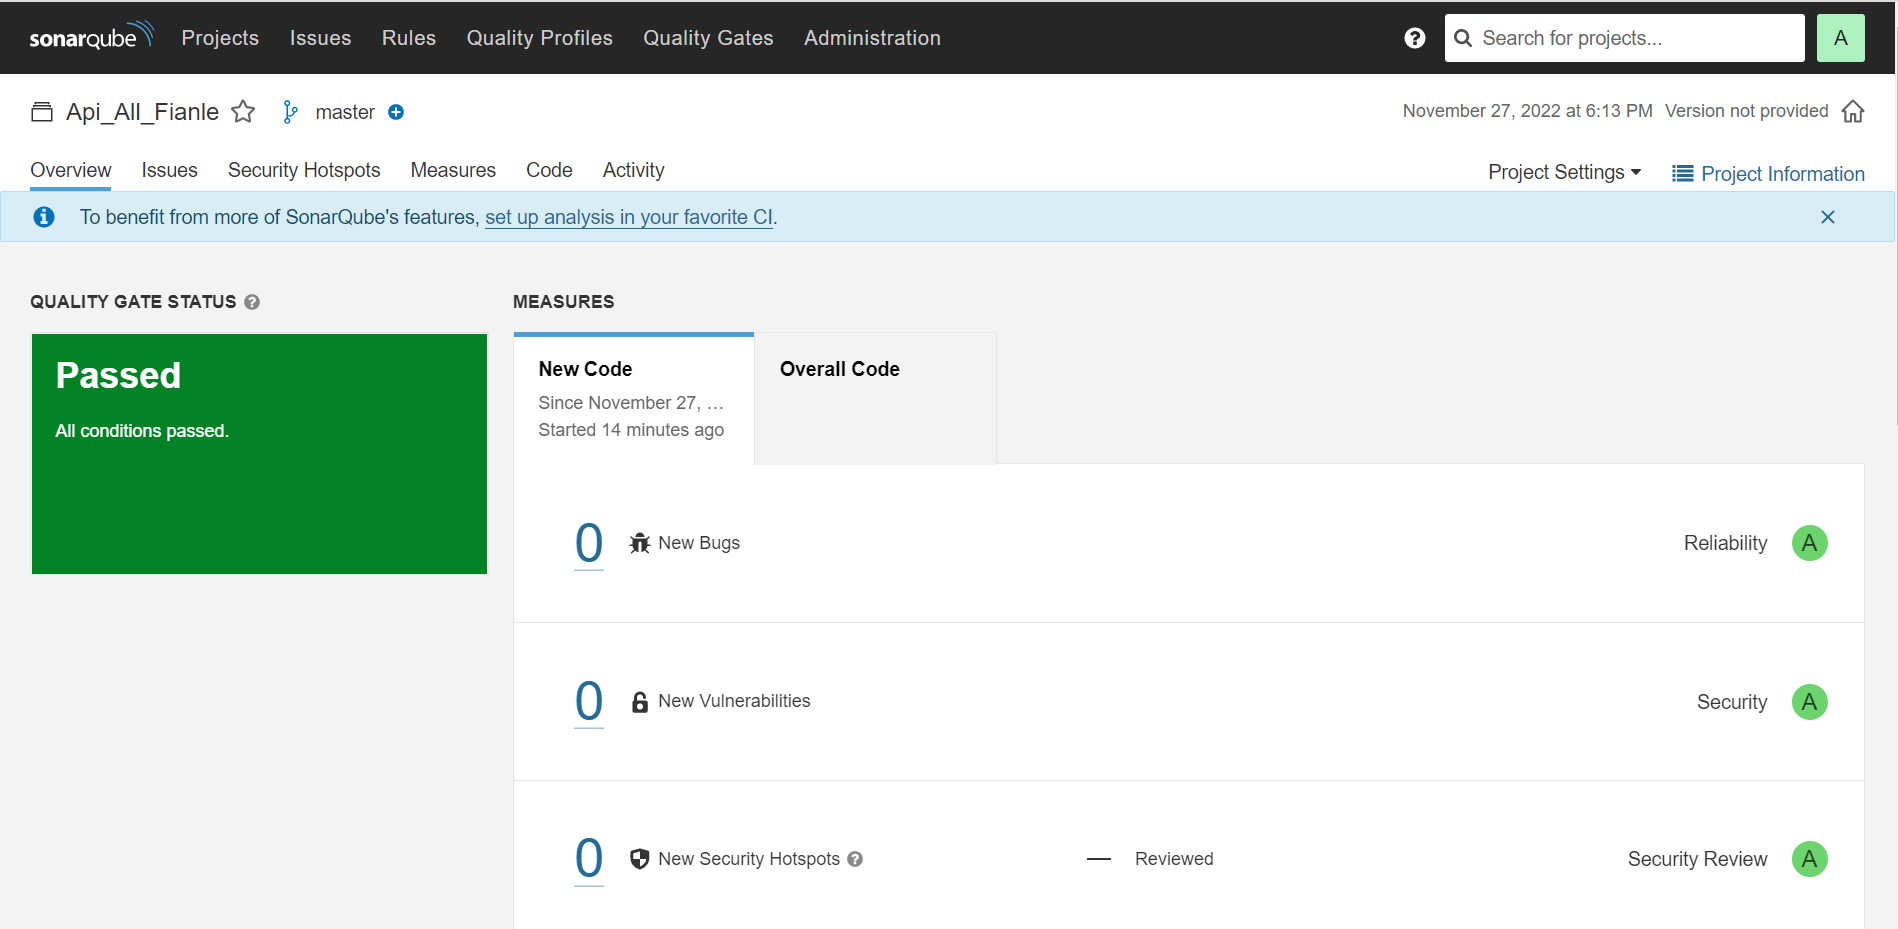 sonarqube Projects Issues Rules Quality Profiles Quality Gates Administration ? Search for projects... A
Api_All_Fianle master November 27, 2022 at 6:13 PM Version not provided
Overview Issues Security Hotspots Measures Code Activity Project Settings Project Information
To benefit from more of SonarQube's features, set up analysis in your favorite CI.
QUALITY GATE STATUS ?
Passed
All conditions passed.
MEASURES
New Code
Since November 27, …
Started 14 minutes ago
Overall Code
0 New Bugs Reliability A
0 New Vulnerabilities Security A
0 New Security Hotspots ? — Reviewed Security Review A